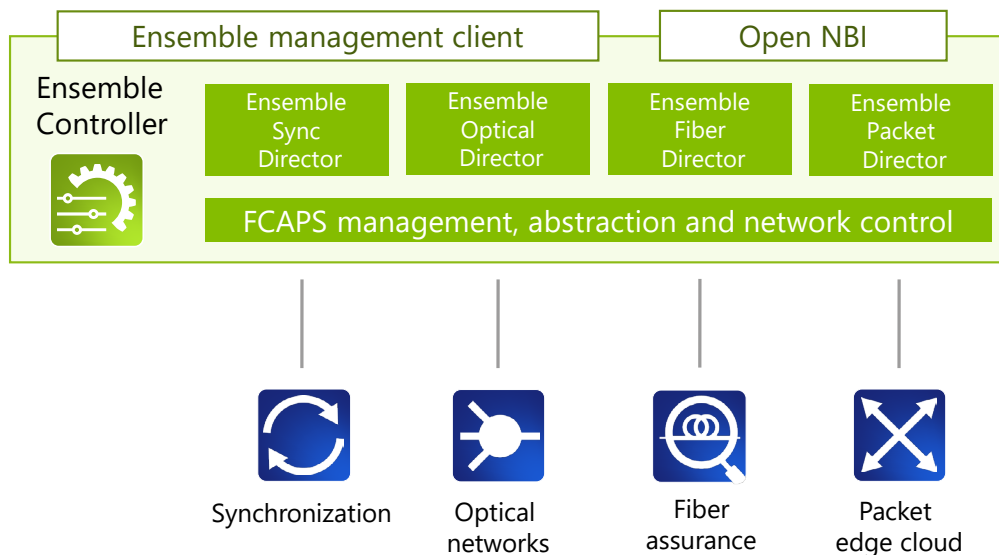 Ensemble management client
Open NBI
Ensemble
Controller
Ensemble
Sync
Director
Ensemble
Optical
Director
Ensemble
Fiber
Director
Ensemble
Packet
Director
FCAPS management, abstraction and network control
Synchronization
Optical
networks
Fiber
assurance
Packet
edge cloud